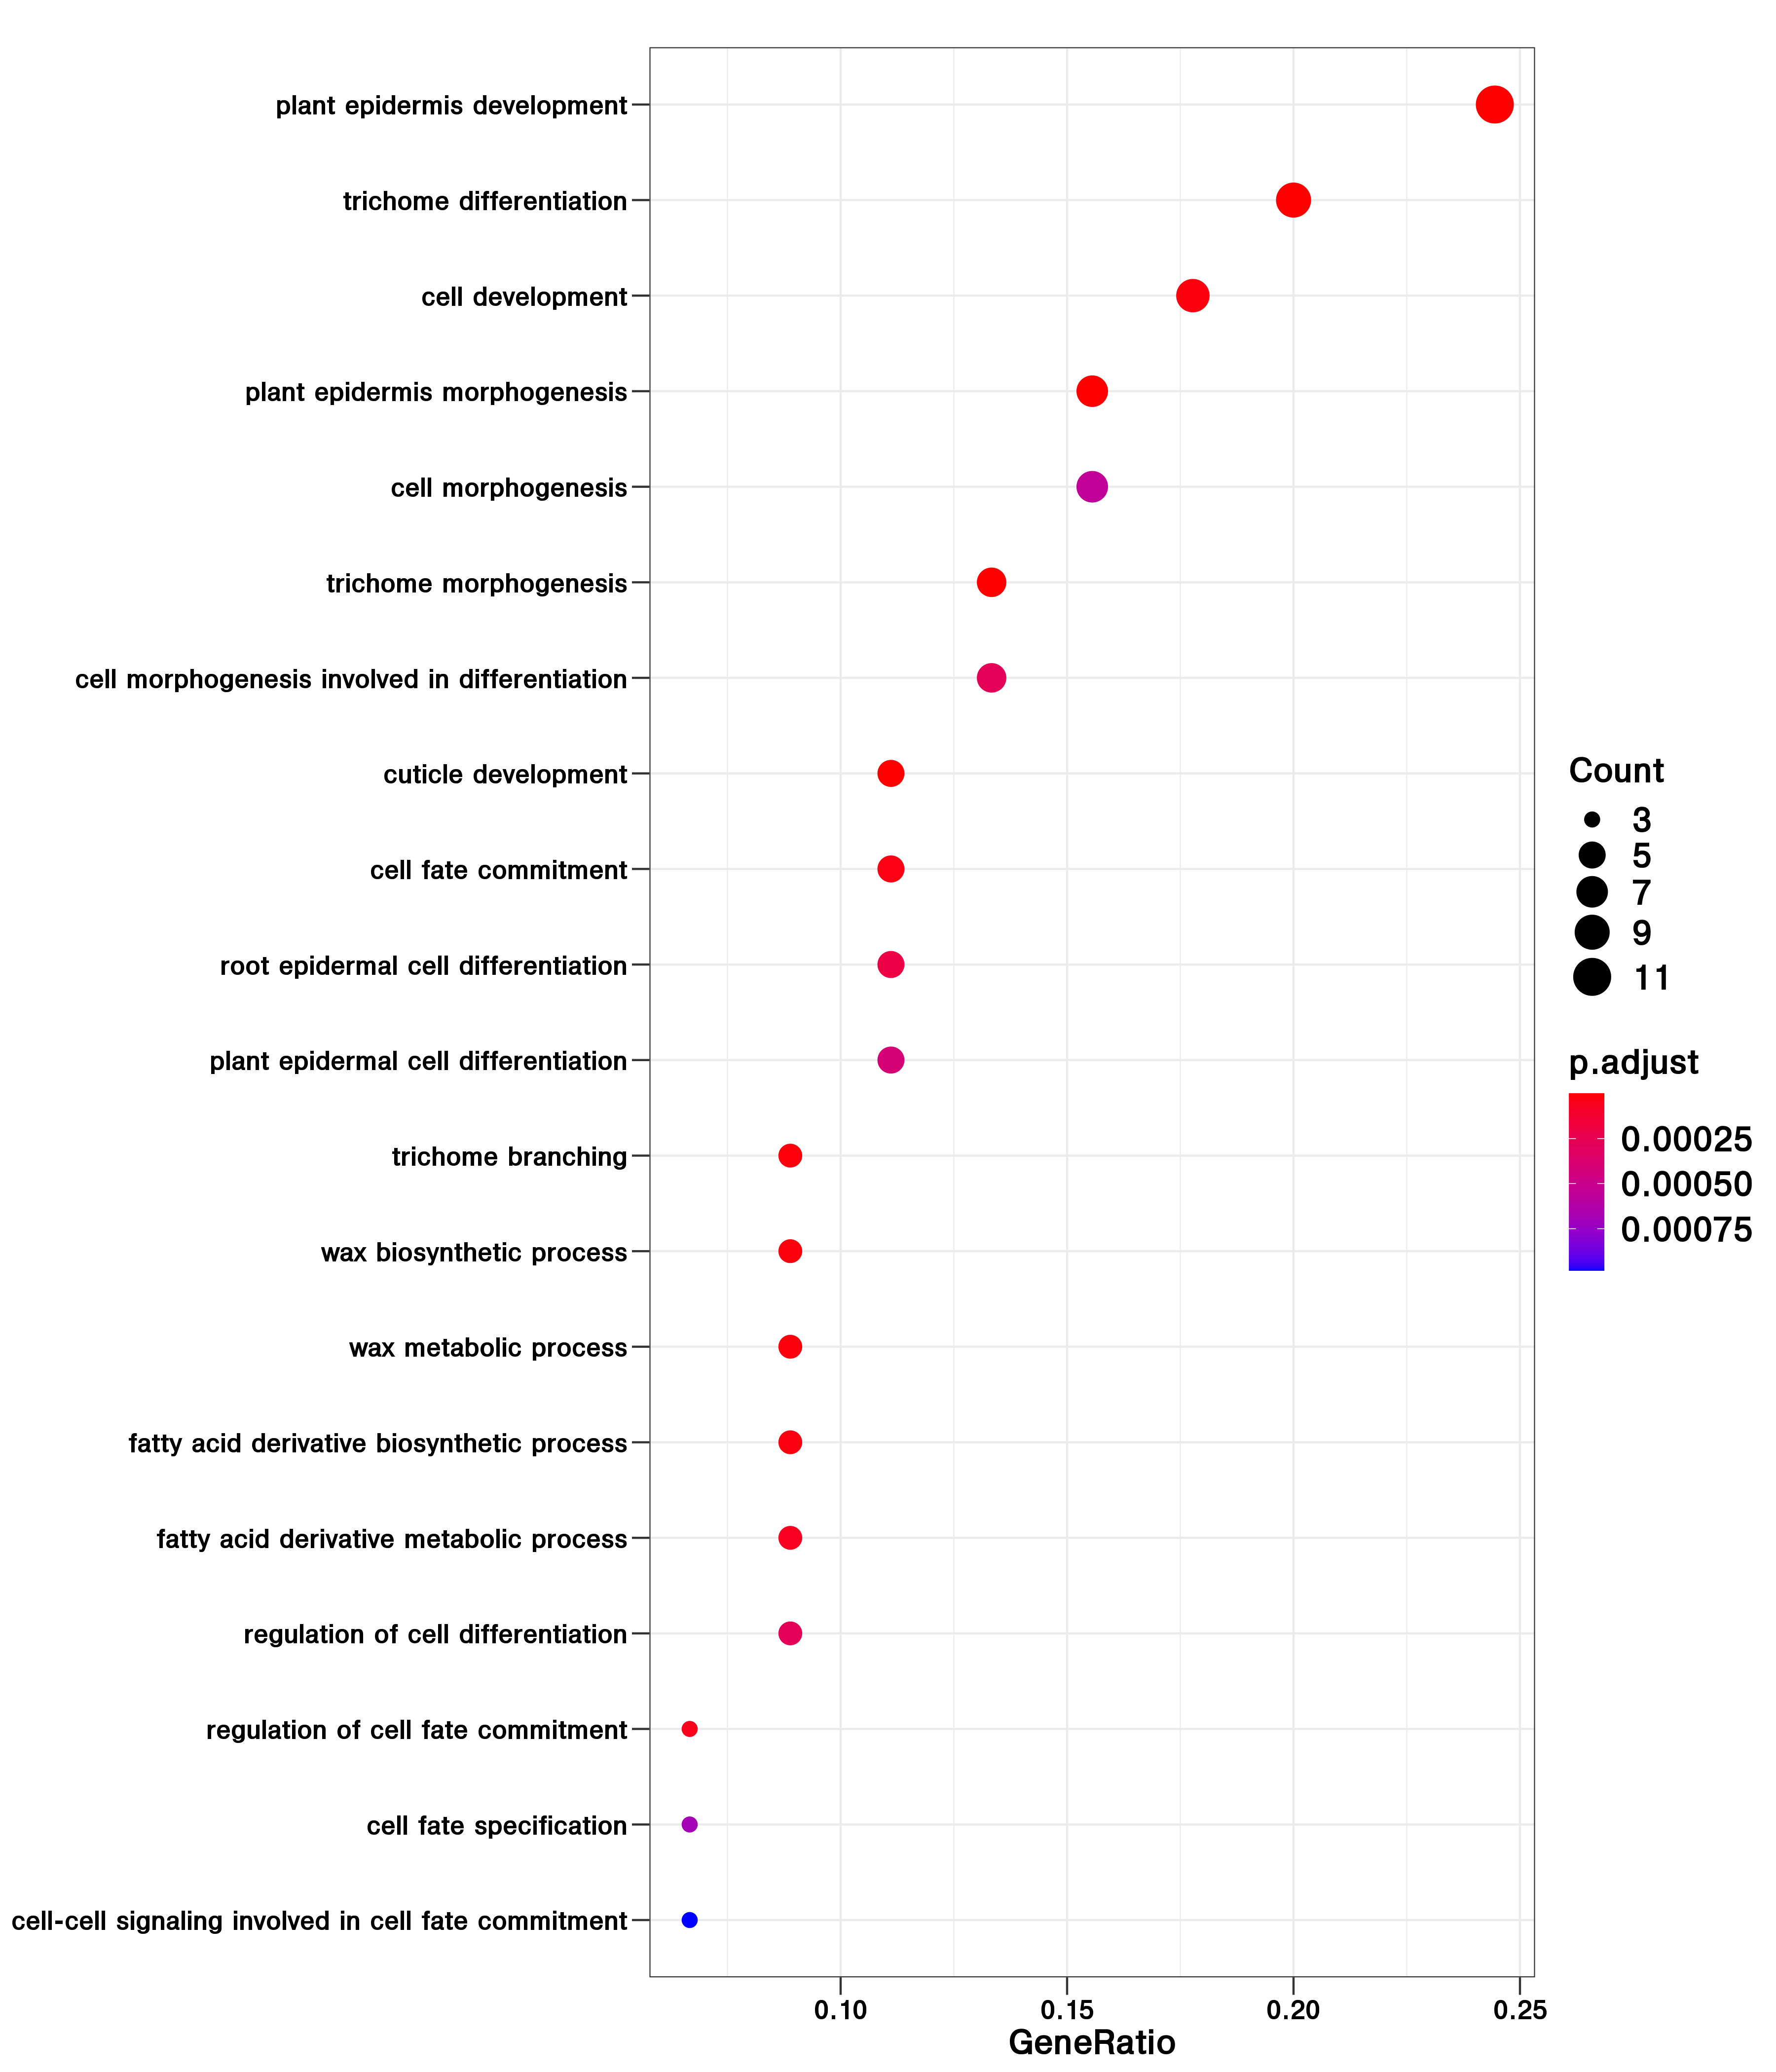 plant epidermis development
trichome differentiation
cell development
plant epidermis morphogenesis
cell morphogenesis
trichome morphogenesis
cell morphogenesis involved in differentiation
cuticle development
cell fate commitment
root epidermal cell differentiation
plant epidermal cell differentiation
trichome branching
wax biosynthetic process
wax metabolic process
fatty acid derivative biosynthetic process
fatty acid derivative metabolic process
regulation of cell differentiation
regulation of cell fate commitment
cell fate specification
cell-cell signaling involved in cell fate commitment
0.10 0.15 0.20 0.25
GeneRatio
Count
3
5
7
9
11
p.adjust
0.00025
0.00050
0.00075